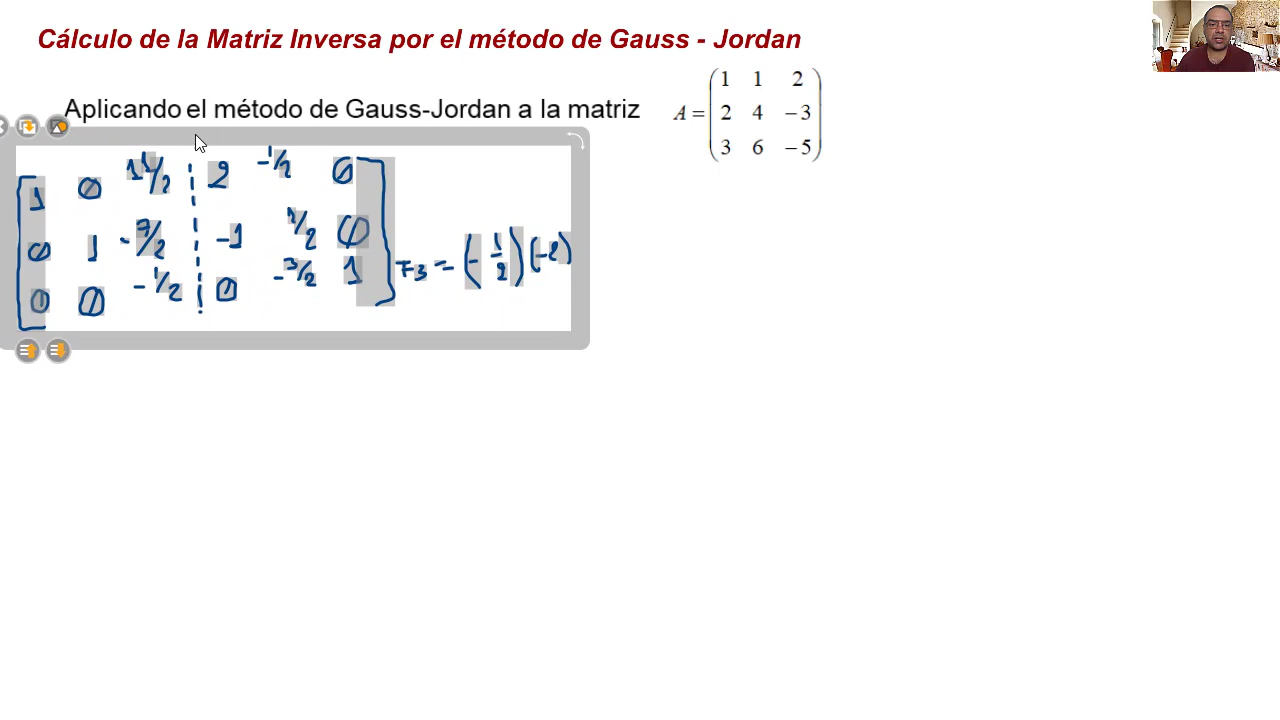 Cálculo de la Matriz Inversa por el método de Gauss - Jordan
Aplicando el método de Gauss-Jordan a la matriz A = ( 1 1 2
2 4 −3
3 6 −5 )
[ 1 0 11/2 ¦ 2 -1/2 0
0 1 -7/2 ¦ -1 1/2 0
0 0 -1/2 ¦ 0 -3/2 1 ] F3 = (-1/2)(-2)